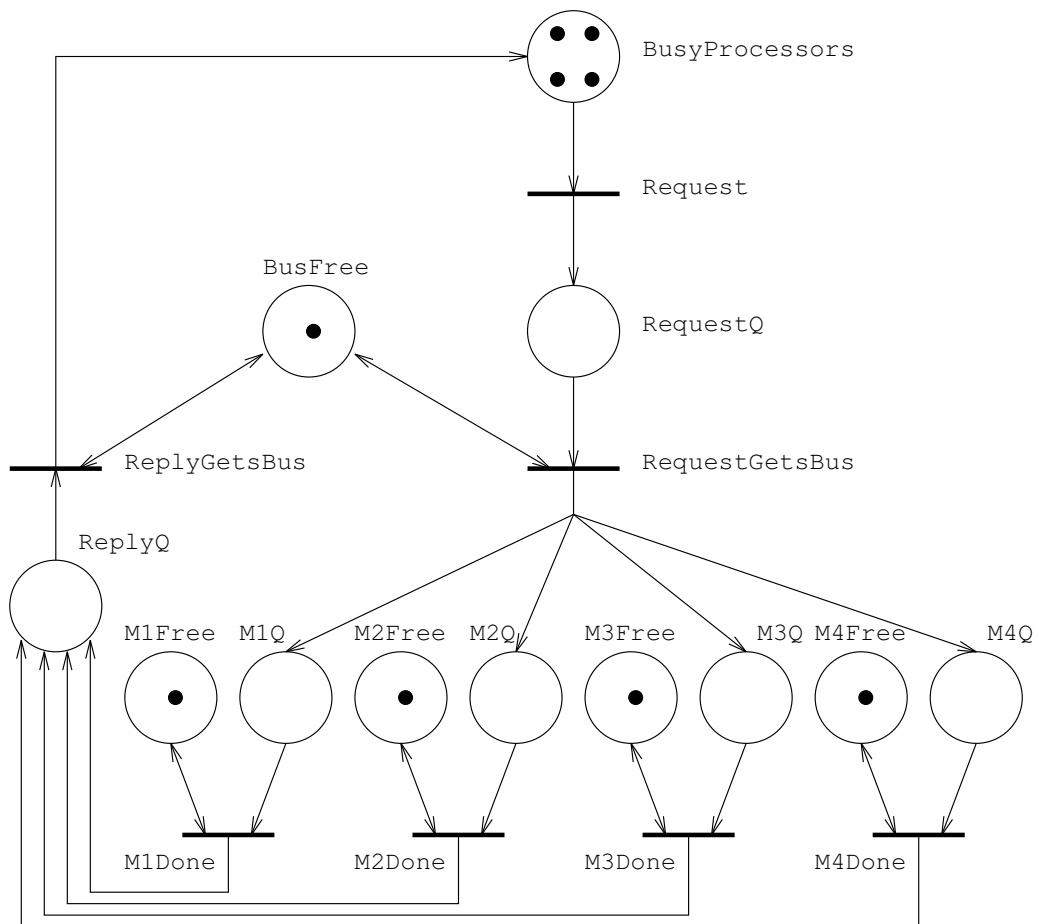 BusyProcessors
Request
BusFree
RequestQ
ReplyGetsBus
RequestGetsBus
ReplyQ
M1Free M1Q M2Free M2Q M3Free M3Q M4Free M4Q
M1Done M2Done M3Done M4Done